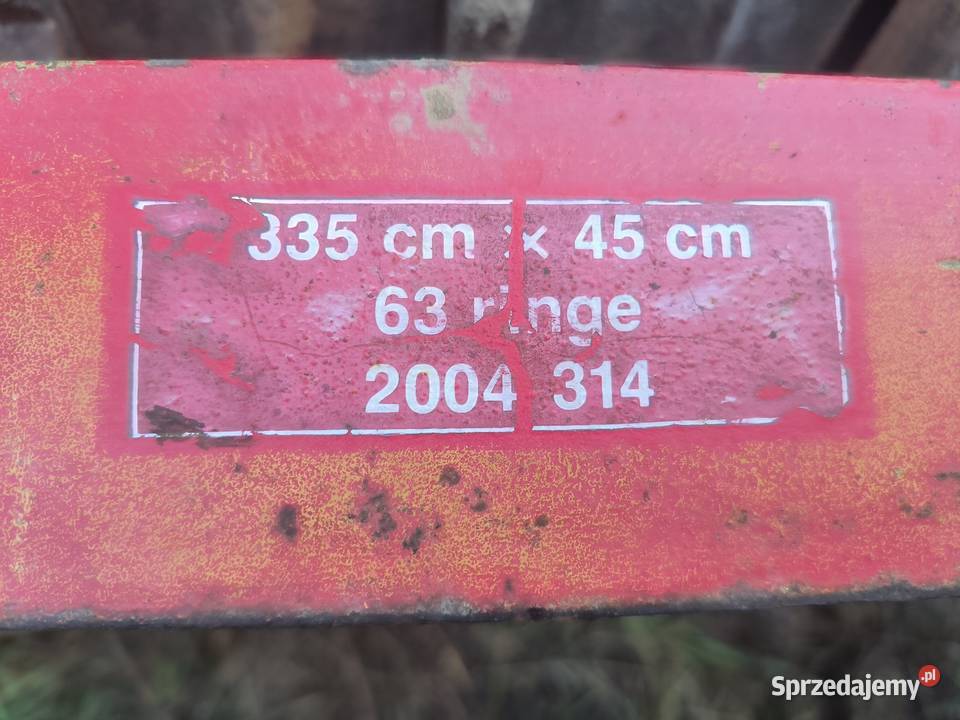 335 cm × 45 cm
63 ringe
2004 314
Sprzedajemy.pl